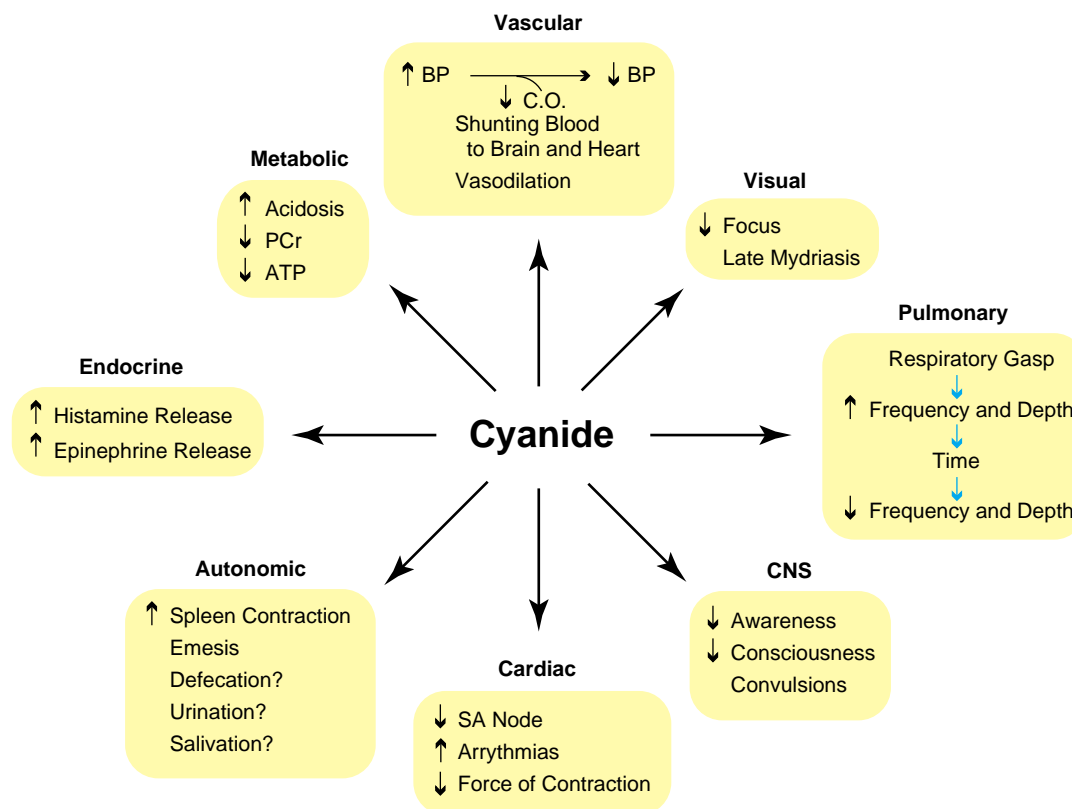 Vascular
↑ BP → ↓ BP
↓ C.O.
Shunting Blood
to Brain and Heart
Vasodilation
Metabolic
↑ Acidosis
↓ PCr
↓ ATP
Visual
↓ Focus
Late Mydriasis
Pulmonary
Respiratory Gasp
↓
↑ Frequency and Depth
↓
Time
↓
↓ Frequency and Depth
Endocrine
↑ Histamine Release
↑ Epinephrine Release
Cyanide
Autonomic
↑ Spleen Contraction
Emesis
Defecation?
Urination?
Salivation?
Cardiac
↓ SA Node
↑ Arrythmias
↓ Force of Contraction
CNS
↓ Awareness
↓ Consciousness
Convulsions